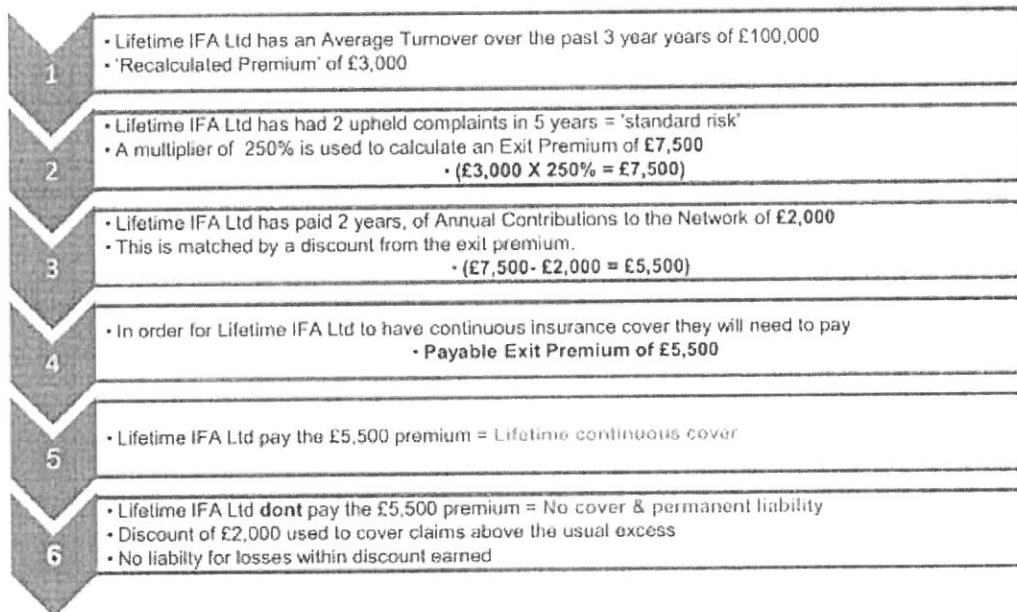 • Lifetime IFA Ltd has an Average Turnover over the past 3 year years of £100,000
1
• 'Recalculated Premium' of £3,000
• Lifetime IFA Ltd has had 2 upheld complaints in 5 years = 'standard risk'
• A multiplier of 250% is used to calculate an Exit Premium of £7,500
2
• (£3,000 X 250% = £7,500)
• Lifetime IFA Ltd has paid 2 years, of Annual Contributions to the Network of £2,000
• This is matched by a discount from the exit premium.
3
• (£7,500- £2,000 = £5,500)
• In order for Lifetime IFA Ltd to have continuous insurance cover they will need to pay
4
• Payable Exit Premium of £5,500
• Lifetime IFA Ltd pay the £5,500 premium = Lifetime continuous cover
5
• Lifetime IFA Ltd dont pay the £5,500 premium = No cover & permanent liability
• Discount of £2,000 used to cover claims above the usual excess
6
• No liabilty for losses within discount earned